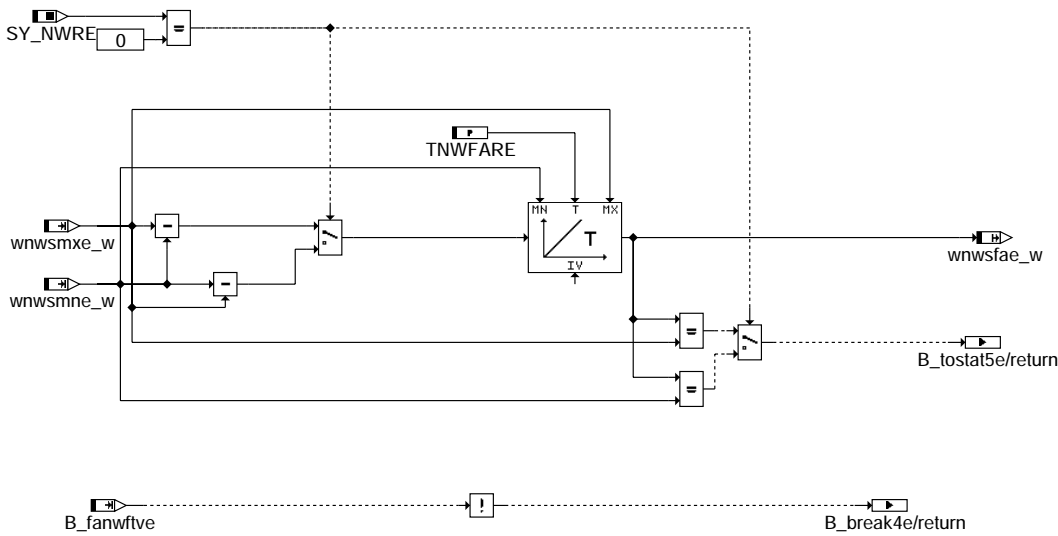 SY_NWRE
0
=
P
TNWFARE
MN T MX
-
T
wnwsmxe_w
IV
wnwsfae_w
-
wnwsmne_w
=
B_tostat5e/return
=
!
B_fanwftve
B_break4e/return